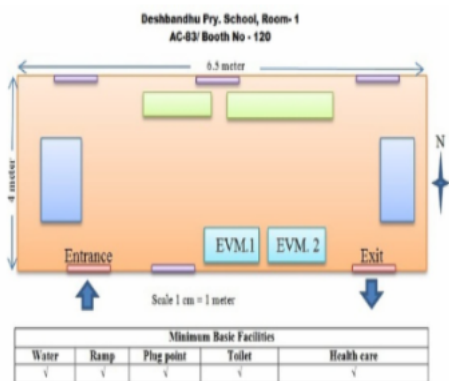 Deshbandhu Pry. School, Room- 1
AC-83/ Booth No - 120
6.5 meter
4 meter
N
EVM.1 EVM. 2
Entrance Exit
Scale 1 cm = 1 meter
Minimum Basic Facilities
Water Ramp Plug point Toilet Health care
√ √ √ √ √